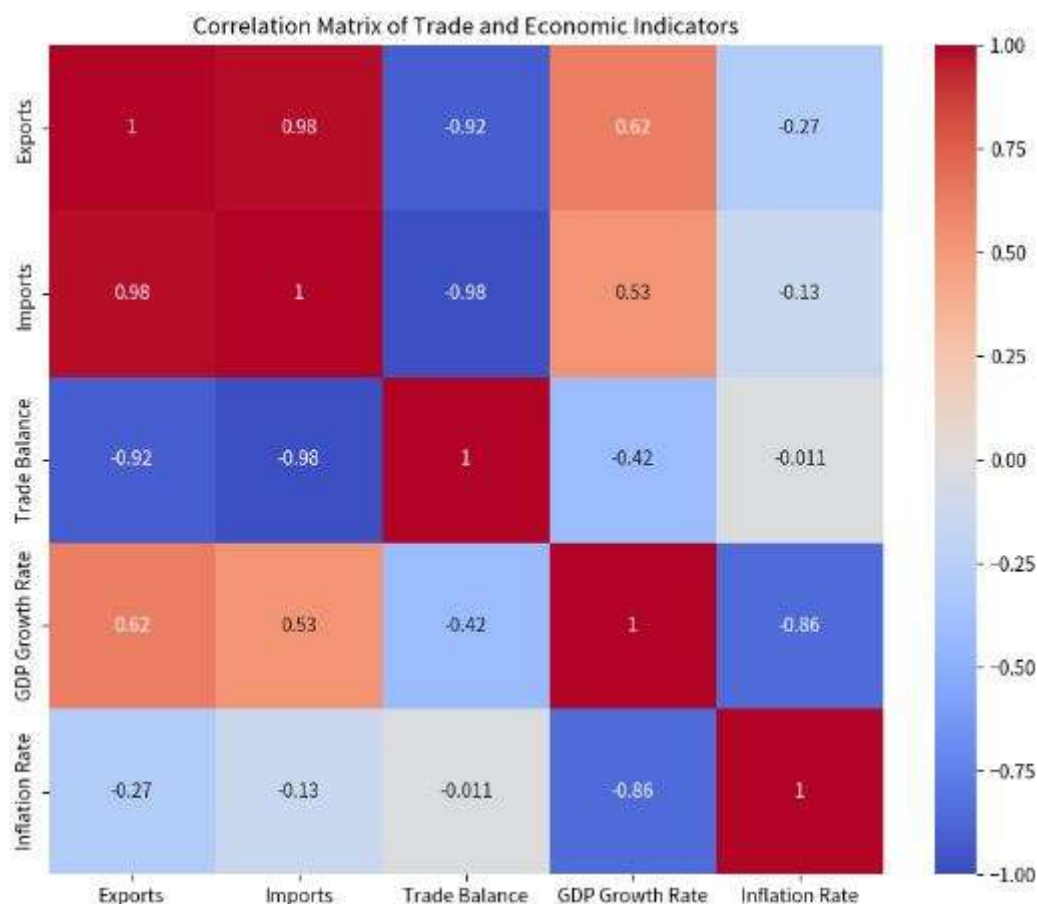 Correlation Matrix of Trade and Economic Indicators
Exports 1 0.98 -0.92 0.62 -0.27
Imports 0.98 1 -0.98 0.53 -0.13
Trade Balance -0.92 -0.98 1 -0.42 -0.011
GDP Growth Rate 0.62 0.53 -0.42 1 -0.86
Inflation Rate -0.27 -0.13 -0.011 -0.86 1
Exports Imports Trade Balance GDP Growth Rate Inflation Rate
1.00
0.75
0.50
0.25
0.00
-0.25
-0.50
-0.75
-1.00